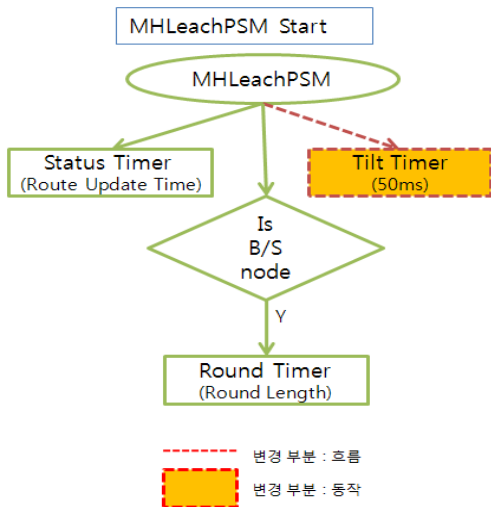 MHLeachPSM Start
MHLeachPSM
Status Timer
(Route Update Time)
Tilt Timer
(50ms)
Is
B/S
node
Y
Round Timer
(Round Length)
변경 부분 : 흐름
변경 부분 : 동작